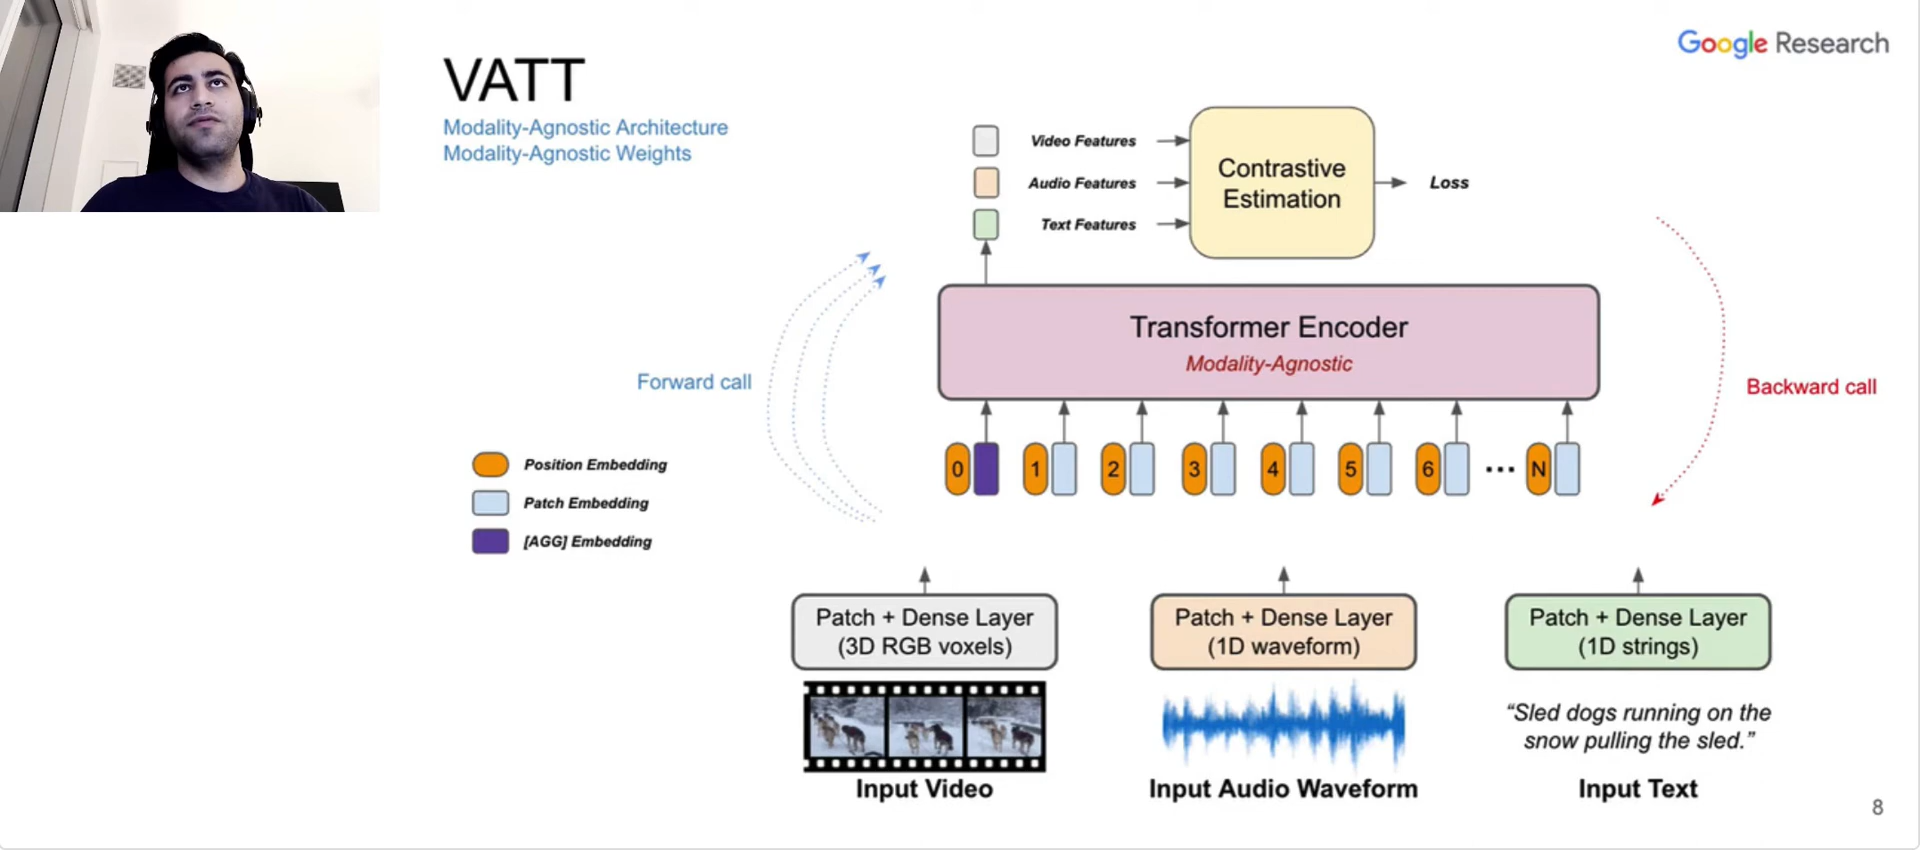 Google Research
VATT
Modality-Agnostic Architecture
Modality-Agnostic Weights
Video Features
Audio Features
Text Features
Contrastive
Estimation
Loss
Transformer Encoder
Modality-Agnostic
Forward call
Backward call
Position Embedding
Patch Embedding
[AGG] Embedding
0 1 2 3 4 5 6 ... N
Patch + Dense Layer
(3D RGB voxels)
Patch + Dense Layer
(1D waveform)
Patch + Dense Layer
(1D strings)
“Sled dogs running on the
snow pulling the sled.”
Input Video
Input Audio Waveform
Input Text
8